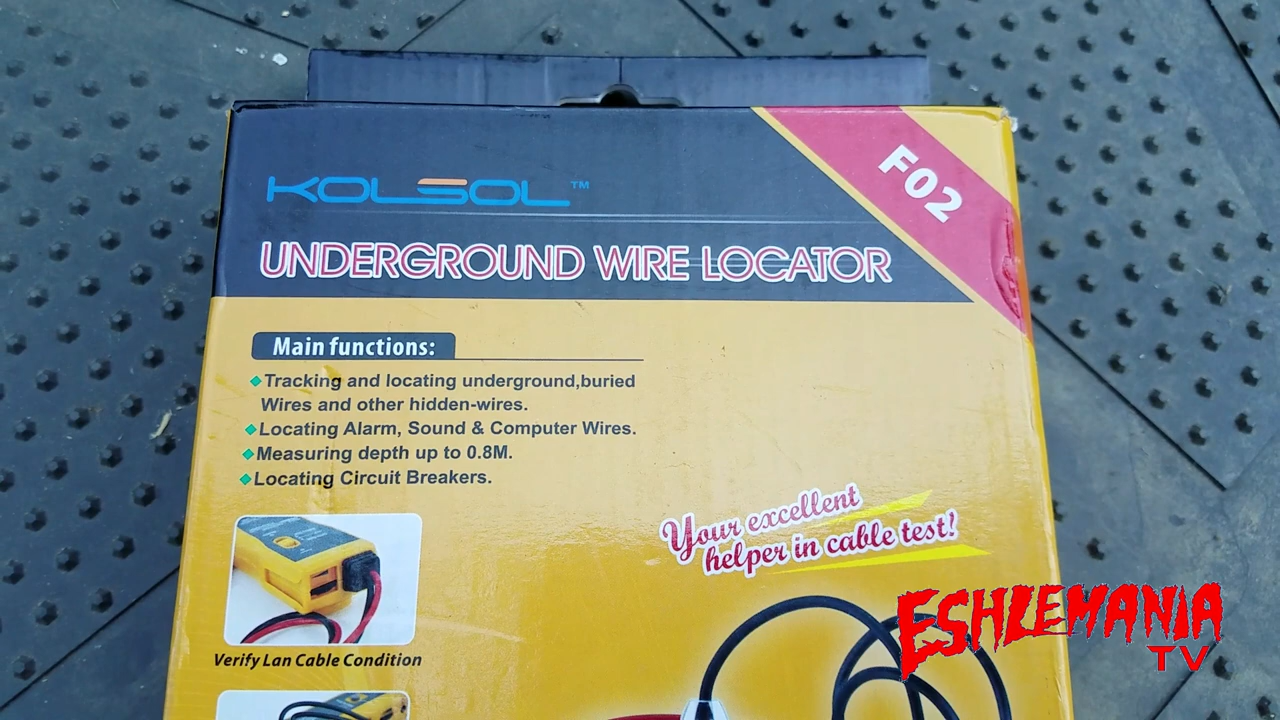 KOLSOL™
F02
UNDERGROUND WIRE LOCATOR
Main functions:
Tracking and locating underground,buried
Wires and other hidden-wires.
Locating Alarm, Sound & Computer Wires.
Measuring depth up to 0.8M.
Locating Circuit Breakers.
Your excellent
helper in cable test!
Verify Lan Cable Condition
ESHLEMANIA
TV